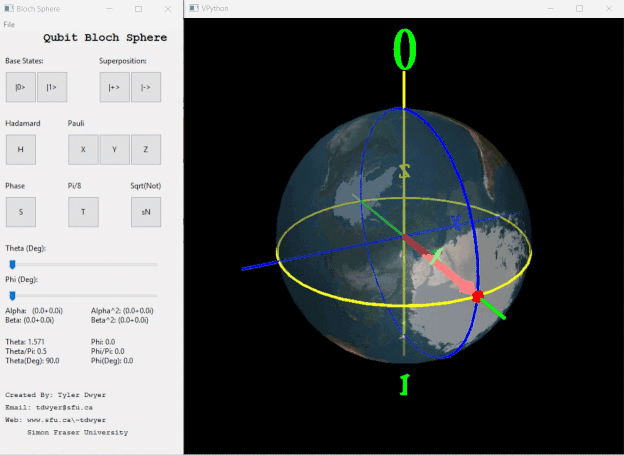 Bloch Sphere
VPython
File
Qubit Bloch Sphere
Base States: Superposition:
|0> |1> |+> |->
Hadamard Pauli
H X Y Z
Phase Pi/8 Sqrt(Not)
S T sN
Theta (Deg):
Phi (Deg):
Alpha: (0.0+0.0i) Alpha^2: (0.0+0.0i)
Beta: (0.0+0.0i) Beta^2: (0.0+0.0i)
Theta: 1.571 Phi: 0.0
Theta/Pi: 0.5 Phi/Pi: 0.0
Theta(Deg): 90.0 Phi(Deg): 0.0
Created By: Tyler Dwyer
Email: tdwyer@sfu.ca
Web: www.sfu.ca\~tdwyer
Simon Fraser University
0
z
1